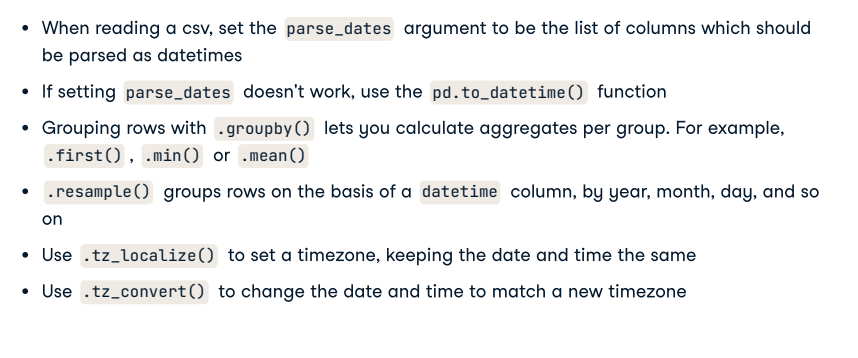 • When reading a csv, set the parse_dates argument to be the list of columns which should
be parsed as datetimes
• If setting parse_dates doesn't work, use the pd.to_datetime() function
• Grouping rows with .groupby() lets you calculate aggregates per group. For example,
.first() , .min() or .mean()
• .resample() groups rows on the basis of a datetime column, by year, month, day, and so
on
• Use .tz_localize() to set a timezone, keeping the date and time the same
• Use .tz_convert() to change the date and time to match a new timezone